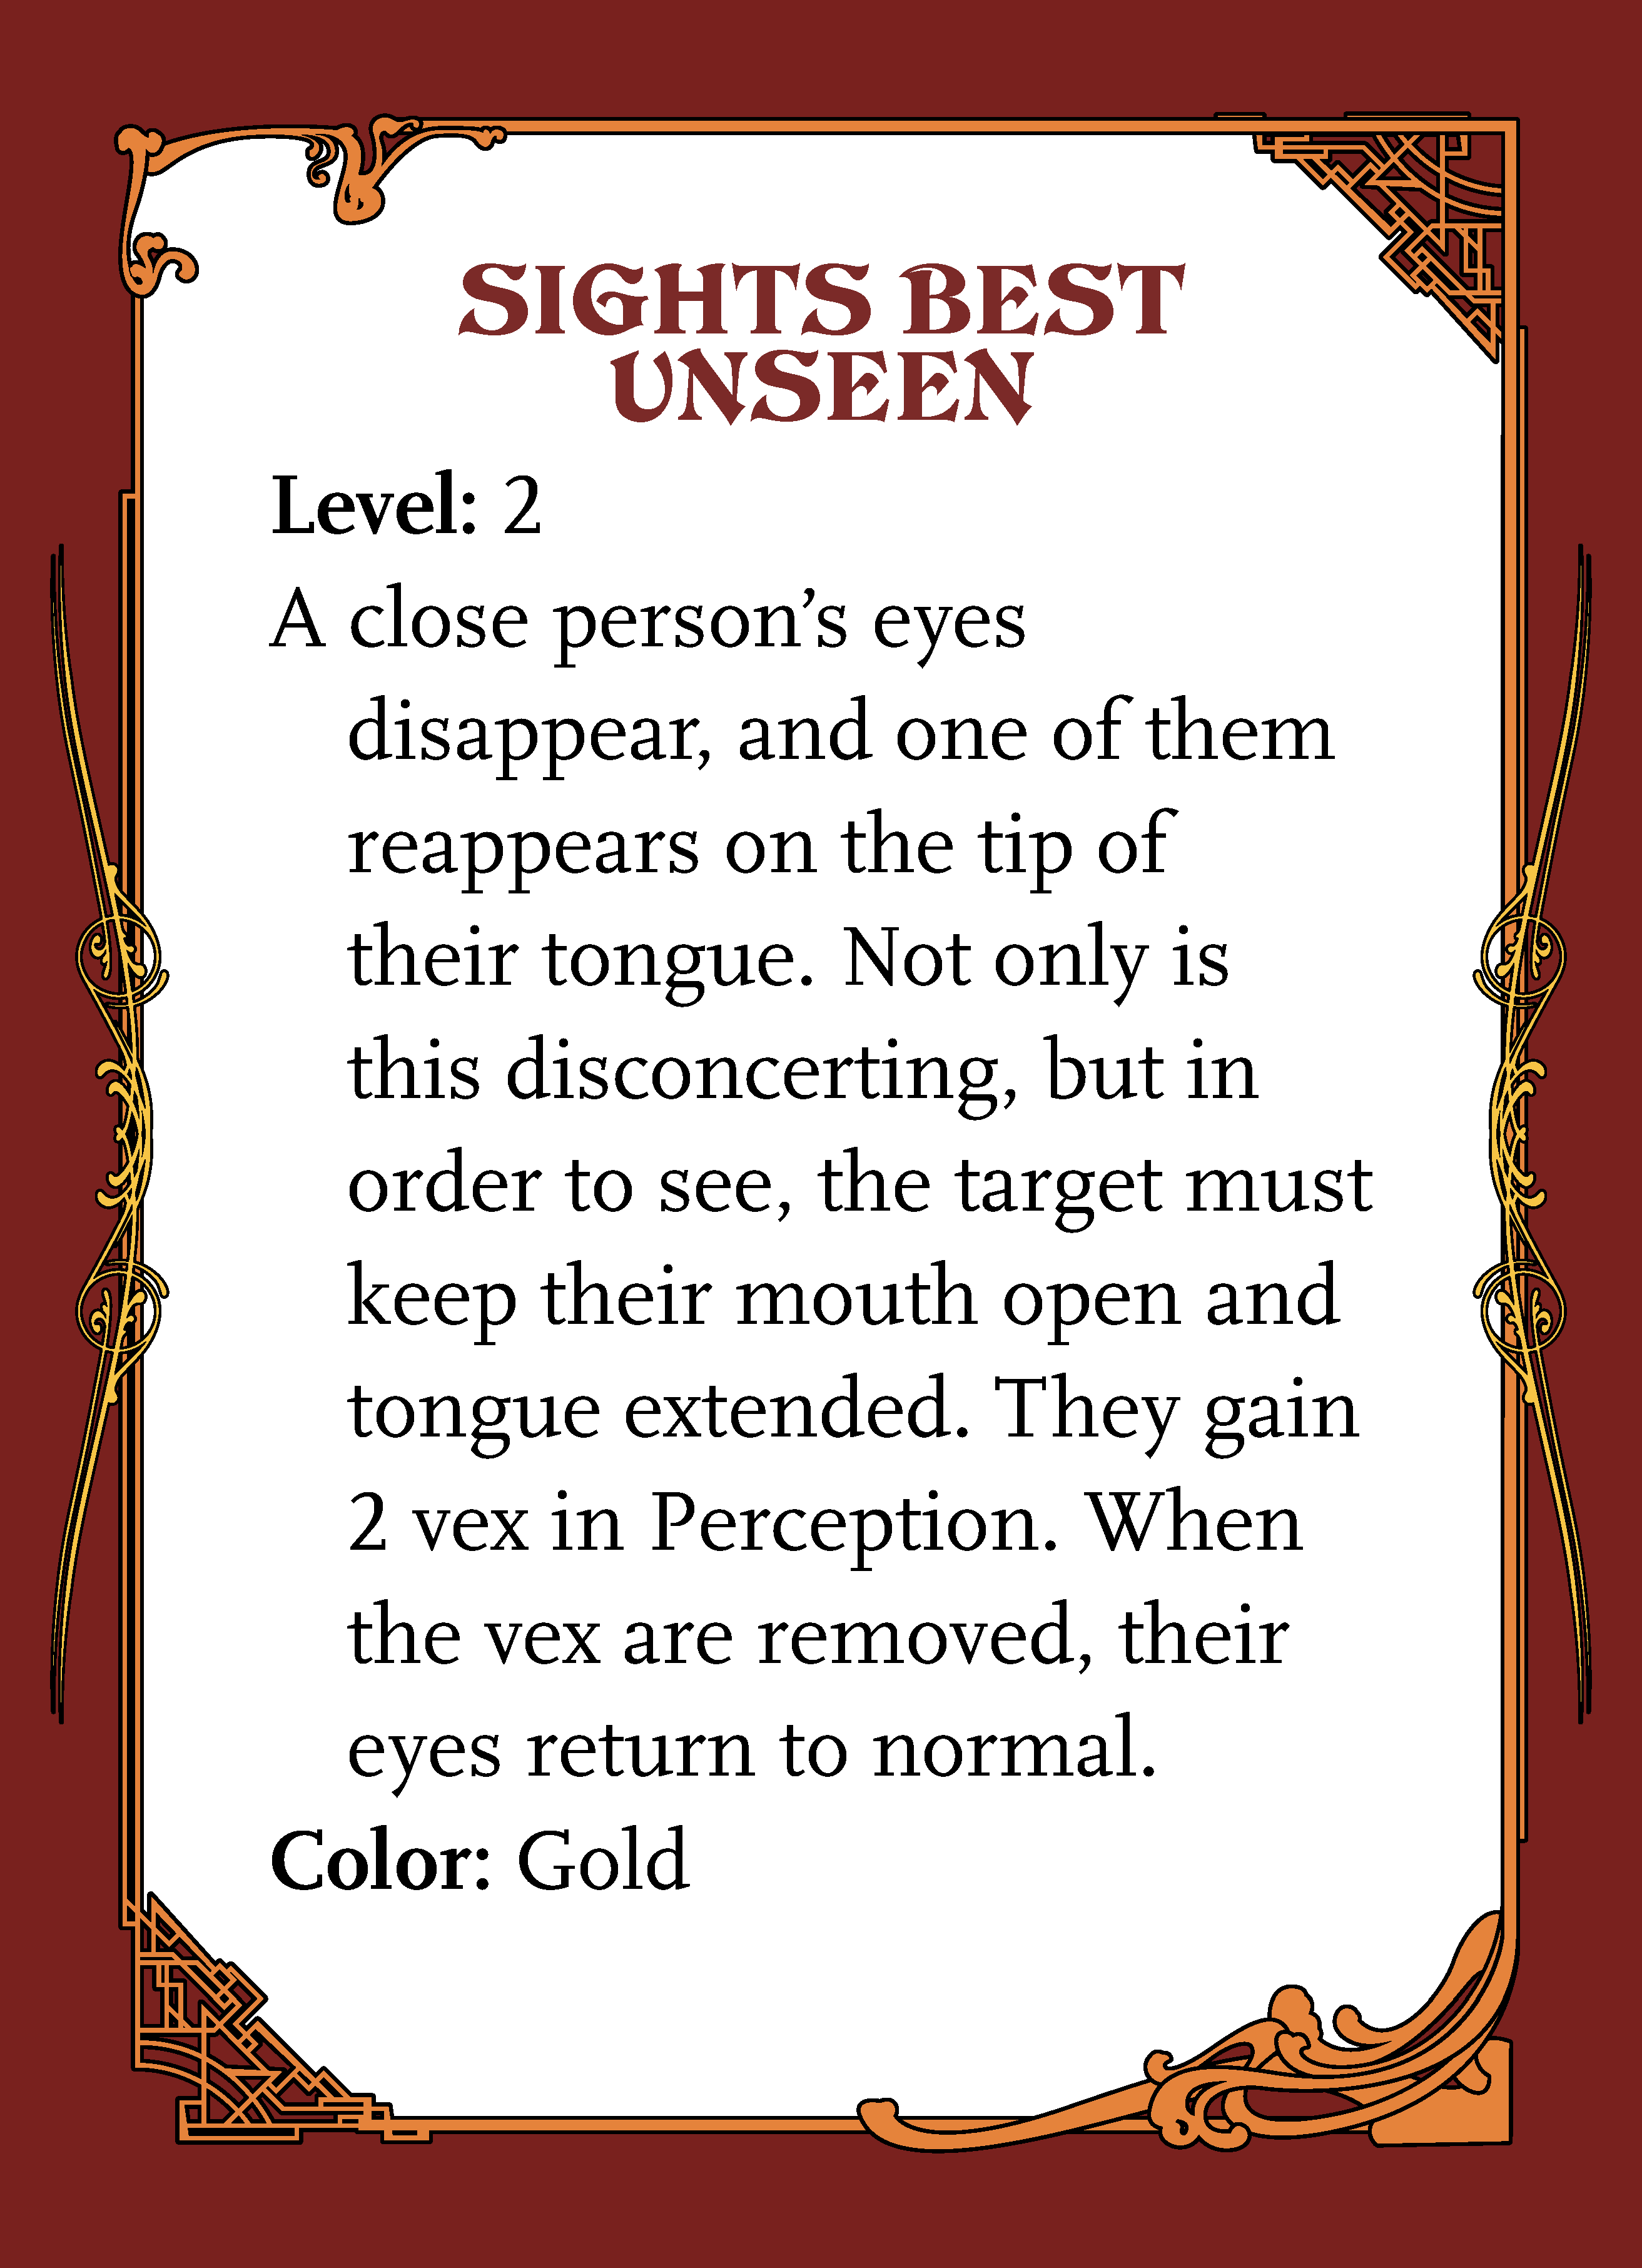 SIGHTS BEST
UNSEEN
Level: 2
A close person’s eyes
disappear, and one of them
reappears on the tip of
their tongue. Not only is
this disconcerting, but in
order to see, the target must
keep their mouth open and
tongue extended. They gain
2 vex in Perception. When
the vex are removed, their
eyes return to normal.
Color: Gold